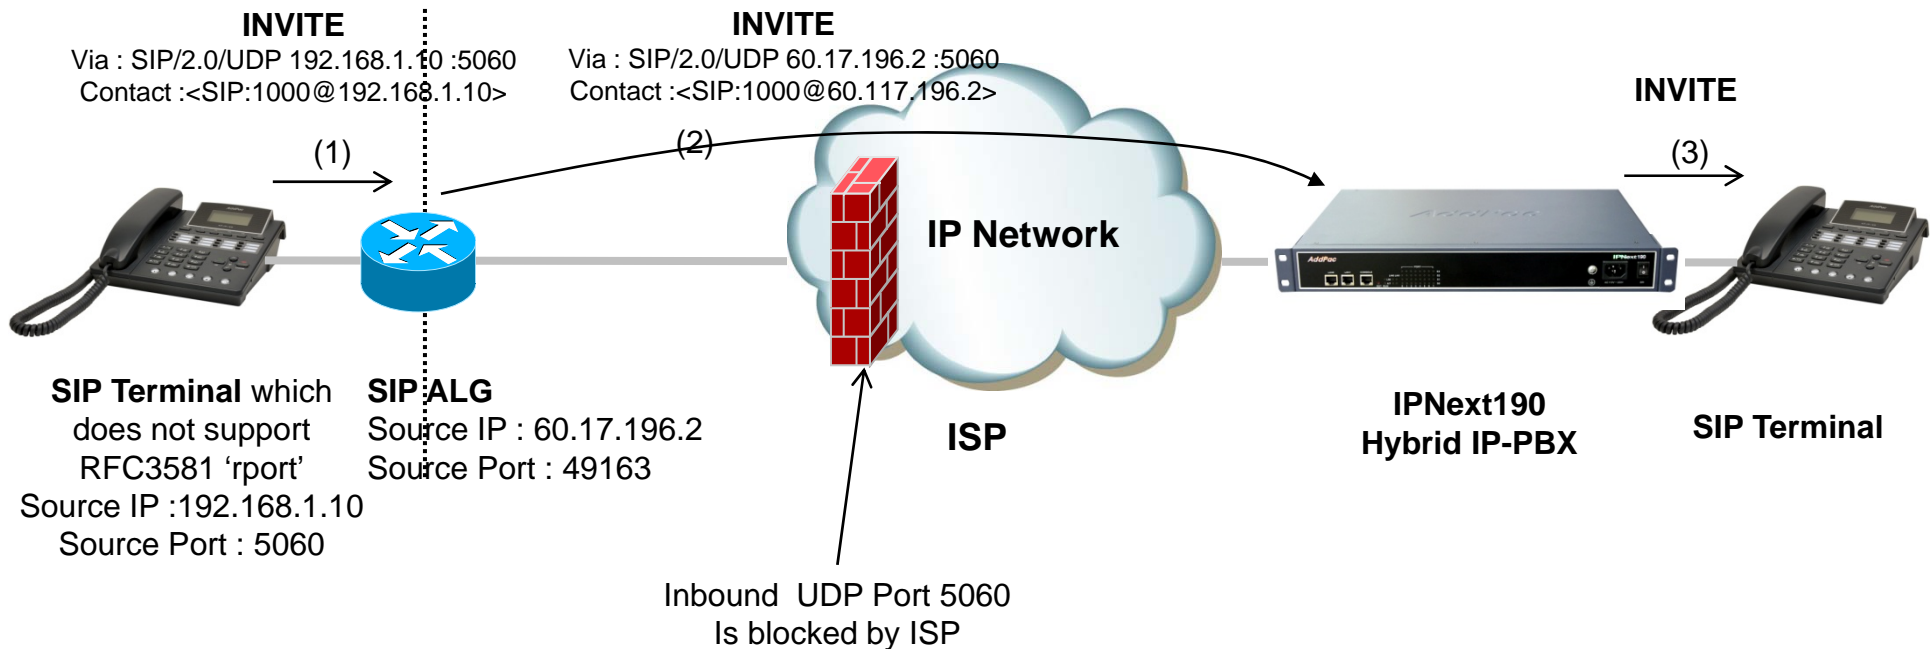 INVITE
Via : SIP/2.0/UDP 192.168.1.10 :5060
Contact :<SIP:1000@192.168.1.10>
INVITE
Via : SIP/2.0/UDP 60.17.196.2 :5060
Contact :<SIP:1000@60.117.196.2>
INVITE
(1)
(2)
(3)
IP Network
AddPac
AddPac
IPNext190
SIP Terminal which
does not support
RFC3581 ‘rport’
Source IP :192.168.1.10
Source Port : 5060
SIP ALG
Source IP : 60.17.196.2
Source Port : 49163
ISP
IPNext190
Hybrid IP-PBX
SIP Terminal
Inbound  UDP Port 5060
Is blocked by ISP